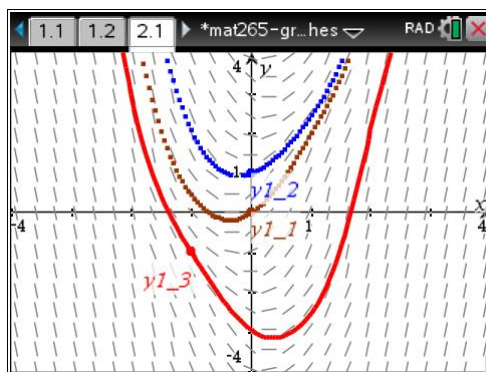 1.1 1.2 2.1 *mat265-gr...hes RAD
4 y
1
y1_2
x
-4 1 4
y1_1
y1_3
-4